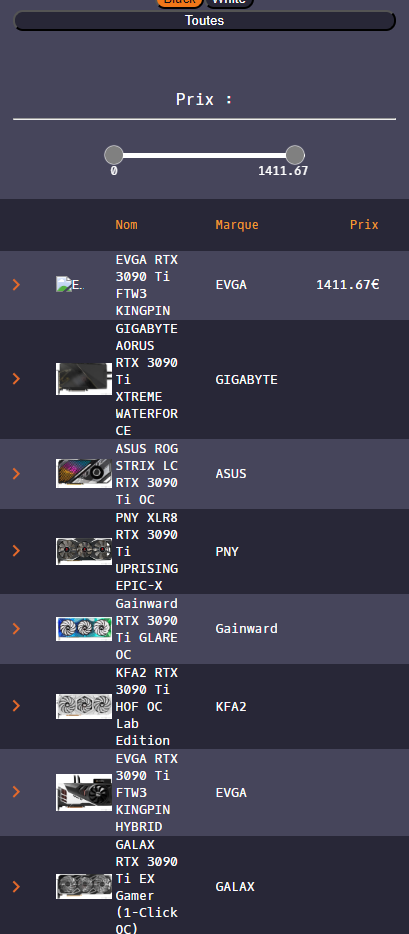 Black White
Toutes
Prix :
0 1411.67
Nom Marque Prix
EVGA RTX
3090 Ti
FTW3
KINGPIN
E.
EVGA
1411.67€
GIGABYTE
AORUS
RTX 3090
Ti
XTREME
WATERFOR
CE
GIGABYTE
ASUS ROG
STRIX LC
RTX 3090
Ti OC
ASUS
PNY XLR8
RTX 3090
Ti
UPRISING
EPIC-X
PNY
Gainward
RTX 3090
Ti GLARE
OC
Gainward
KFA2 RTX
3090 Ti
HOF OC
Lab
Edition
KFA2
EVGA RTX
3090 Ti
FTW3
KINGPIN
HYBRID
EVGA
GALAX
RTX 3090
Ti EX
Gamer
(1-Click
OC)
GALAX